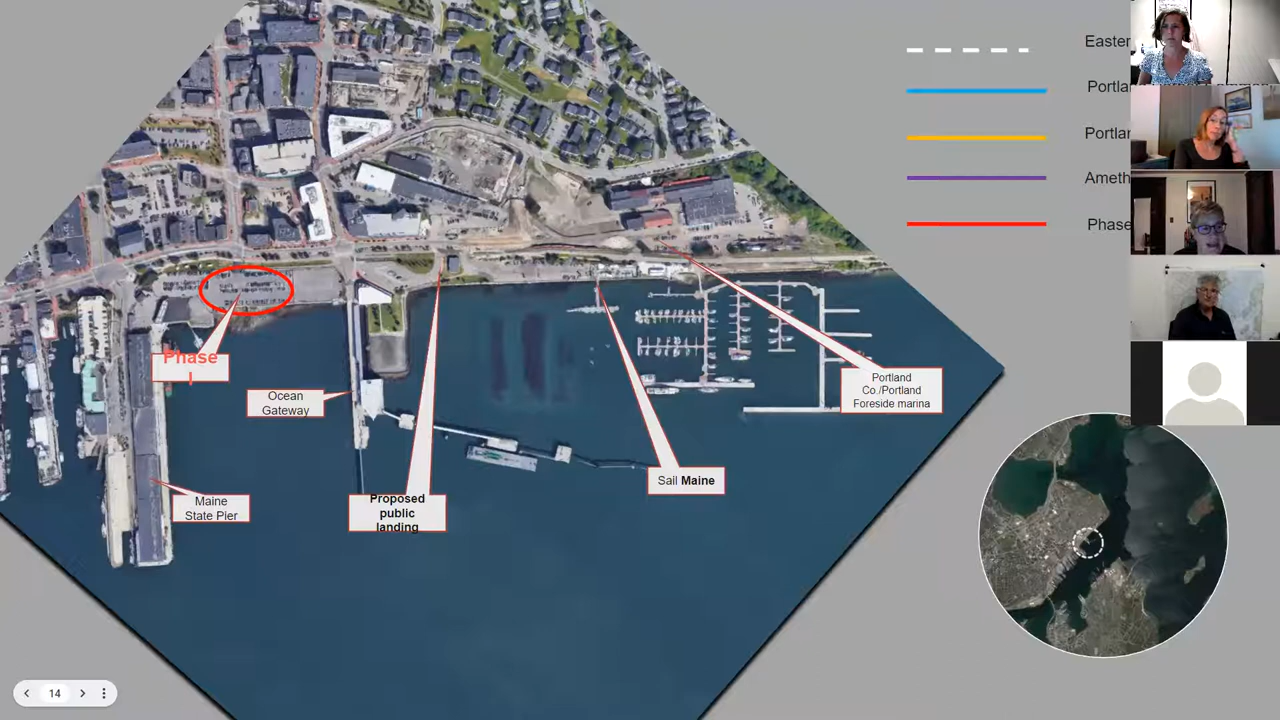 Easter
Portla
Portlar
Ameth
Phase
Phase
I
Ocean
Gateway
Maine
State Pier
Proposed
public
landing
Sail Maine
Portland
Co./Portland
Foreside marina
14